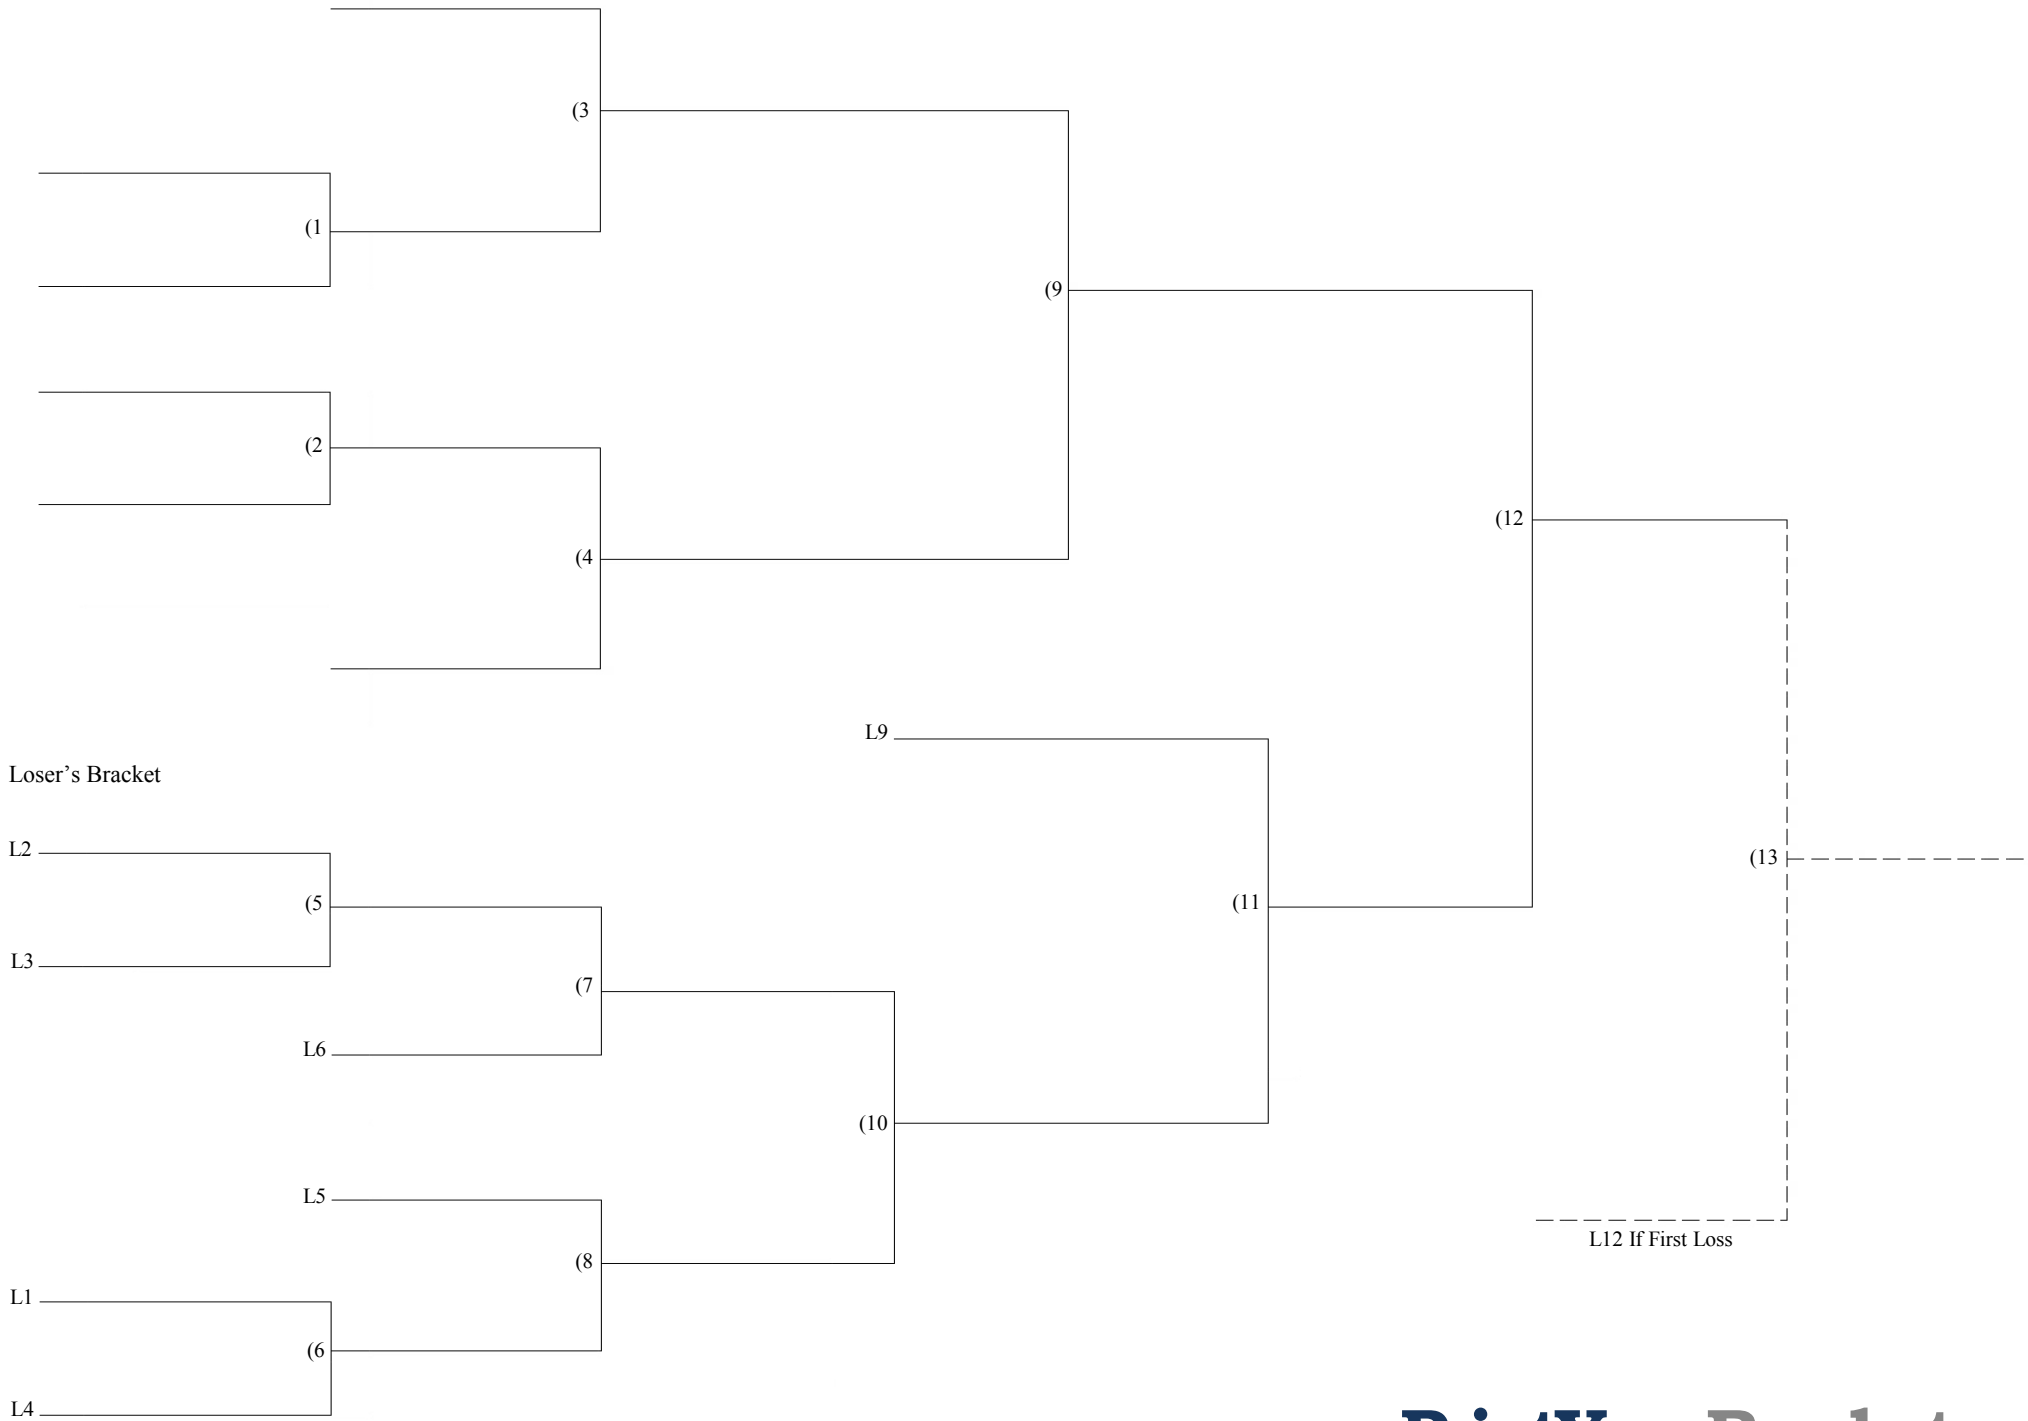 (3
(1
(9
(2
(12
(4
L9
Loser’s Bracket
L2
(13
(5
(11
L3
(7
L6
(10
L5
L12 If First Loss
(8
L1
(6
L4